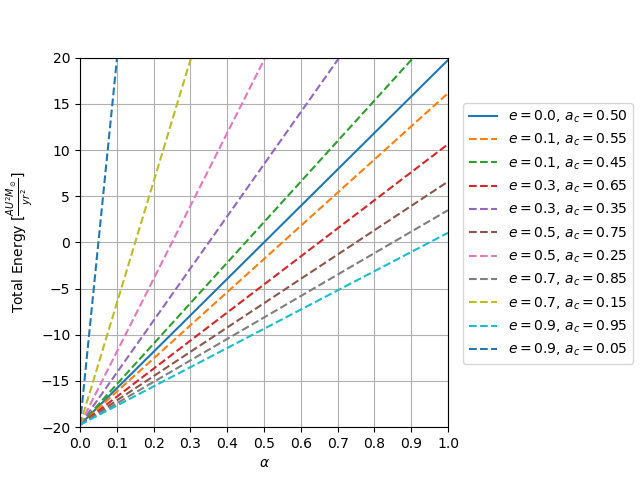 20
15
10
5
0
−5
−10
−15
−20
Total Energy [AU²M⊙/yr²]
0.0 0.1 0.2 0.3 0.4 0.5 0.6 0.7 0.8 0.9 1.0
α
e = 0.0, a_c = 0.50
e = 0.1, a_c = 0.55
e = 0.1, a_c = 0.45
e = 0.3, a_c = 0.65
e = 0.3, a_c = 0.35
e = 0.5, a_c = 0.75
e = 0.5, a_c = 0.25
e = 0.7, a_c = 0.85
e = 0.7, a_c = 0.15
e = 0.9, a_c = 0.95
e = 0.9, a_c = 0.05